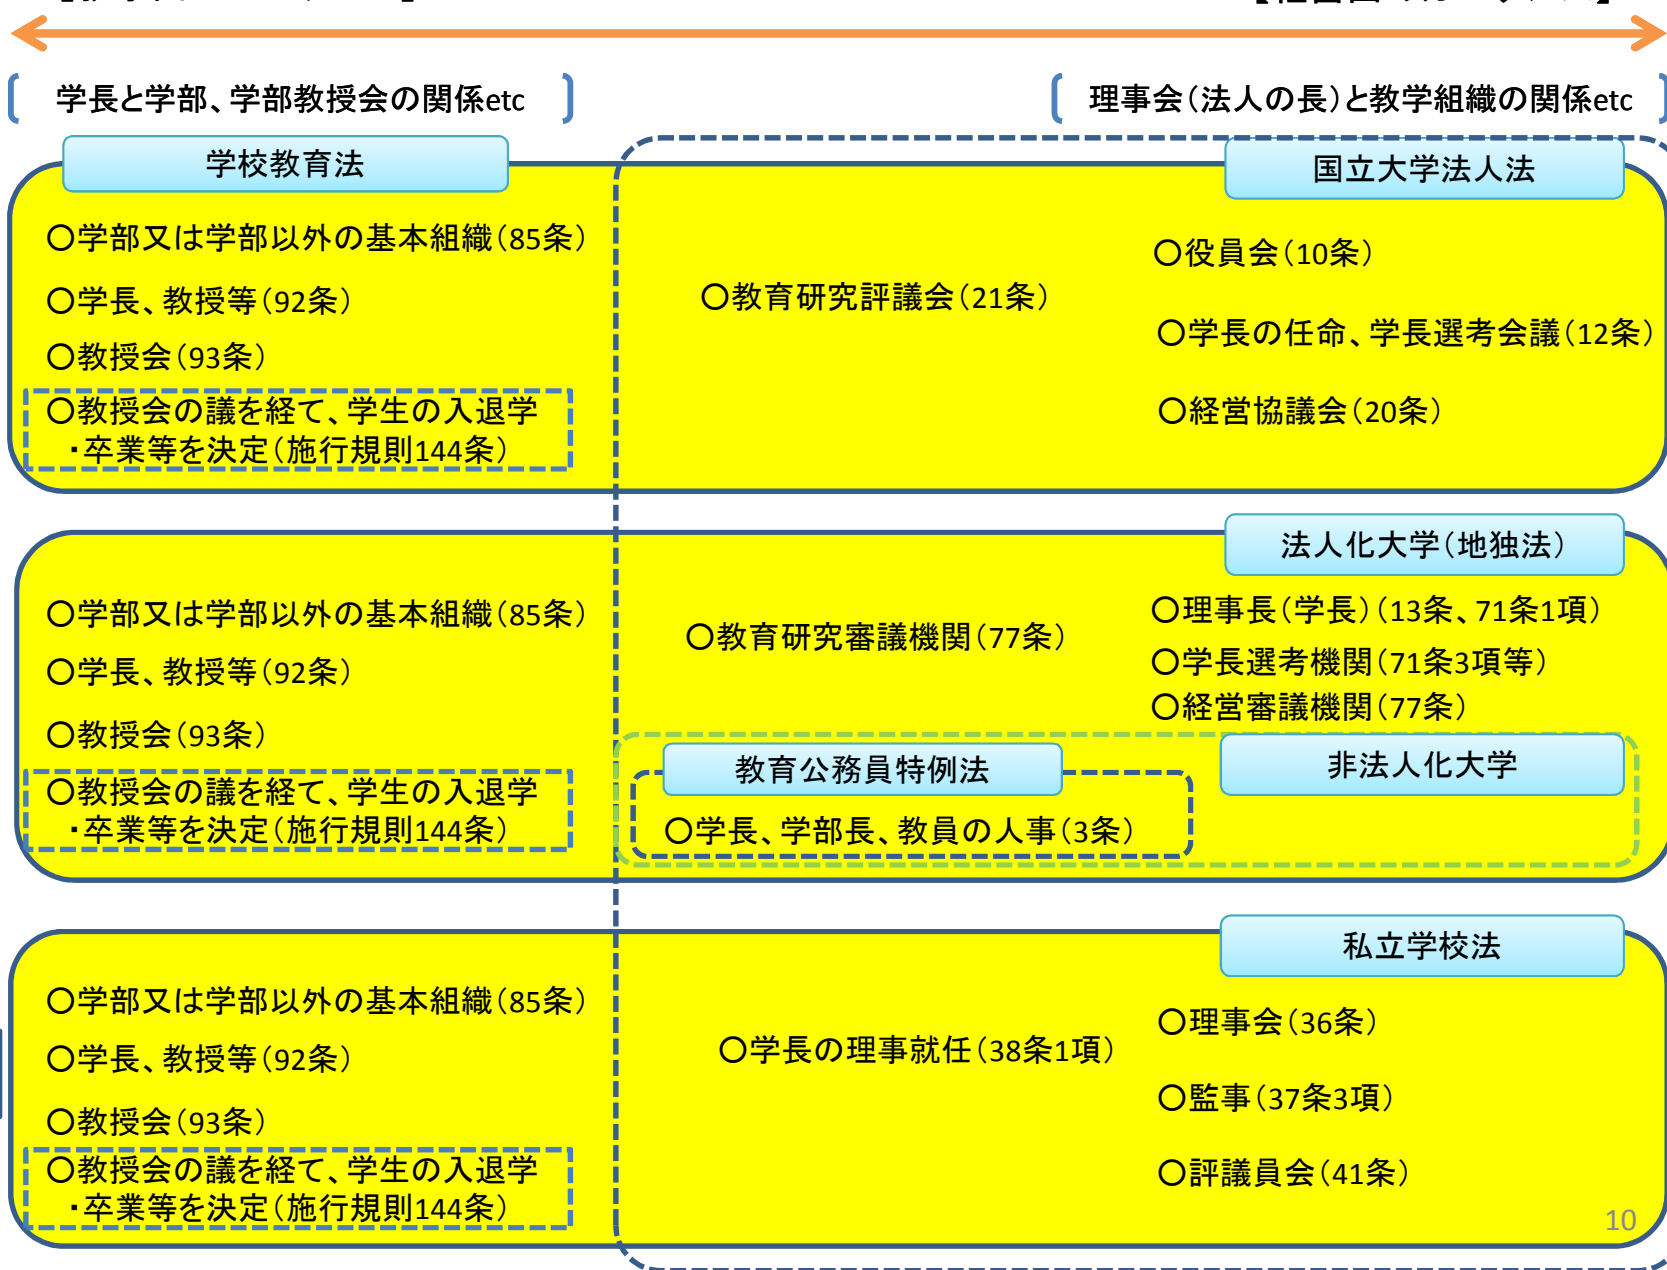 学長と学部、学部教授会の関係etc
理事会（法人の長）と教学組織の関係etc
学校教育法
○学部又は学部以外の基本組織（85条）
○学長、教授等（92条）
○教授会（93条）
○教授会の議を経て、学生の入退学
・卒業等を決定（施行規則144条）
○教育研究評議会（21条）
国立大学法人法
○役員会（10条）
○学長の任命、学長選考会議（12条）
○経営協議会（20条）
○学部又は学部以外の基本組織（85条）
○学長、教授等（92条）
○教授会（93条）
○教授会の議を経て、学生の入退学
・卒業等を決定（施行規則144条）
○教育研究審議機関（77条）
法人化大学（地独法）
○理事長（学長）（13条、71条1項）
○学長選考機関（71条3項等）
○経営審議機関（77条）
教育公務員特例法
○学長、学部長、教員の人事（3条）
非法人化大学
○学部又は学部以外の基本組織（85条）
○学長、教授等（92条）
○教授会（93条）
○教授会の議を経て、学生の入退学
・卒業等を決定（施行規則144条）
○学長の理事就任（38条1項）
私立学校法
○理事会（36条）
○監事（37条3項）
○評議員会（41条）
10